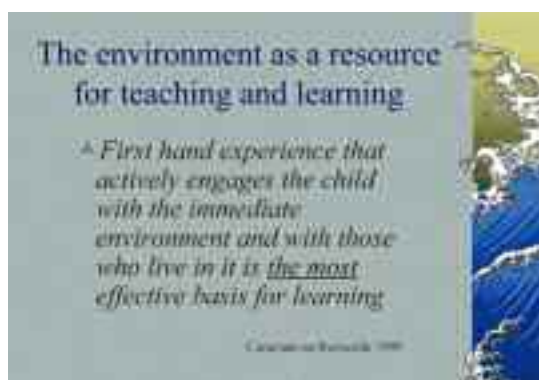 The environment as a resource
for teaching and learning
First hand experience that
actively engages the child
with the immediate
environment and with those
who live in it is the most
effective basis for learning